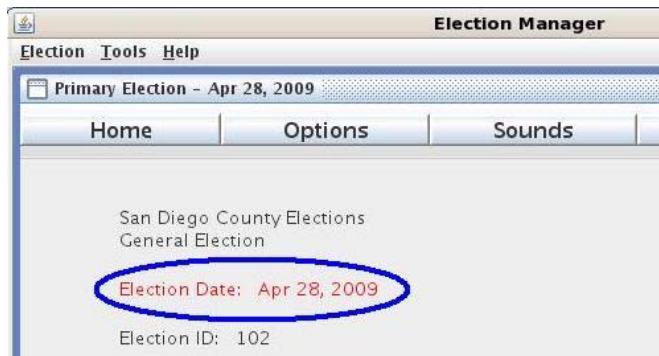 Election Manager
Election Tools Help
Primary Election – Apr 28, 2009
Home Options Sounds
San Diego County Elections
General Election
Election Date: Apr 28, 2009
Election ID: 102